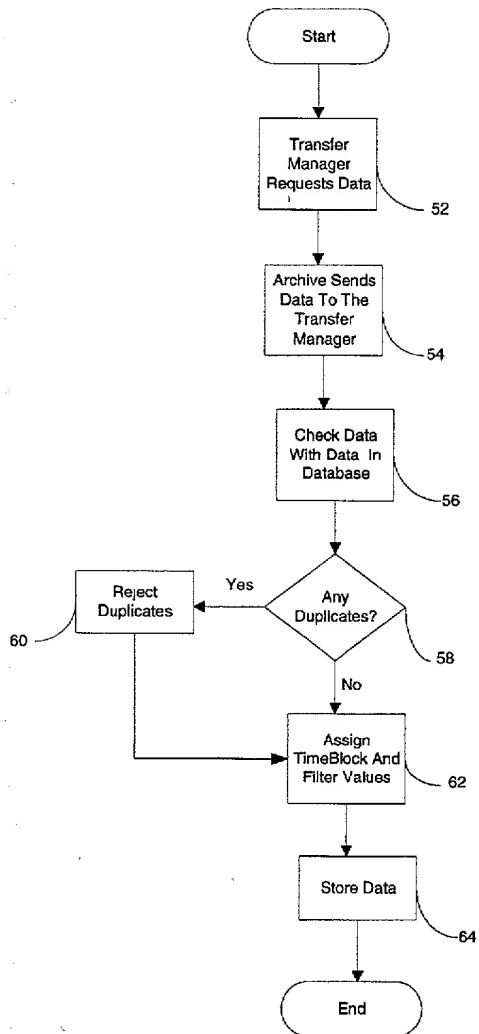 Start
Transfer
Manager
Requests Data
52
Archive Sends
Data To The
Transfer
Manager
54
Check Data
With Data In
Database
56
Any
Duplicates?
58
Yes
Reject
Duplicates
60
No
Assign
TimeBlock And
Filter Values
62
Store Data
64
End